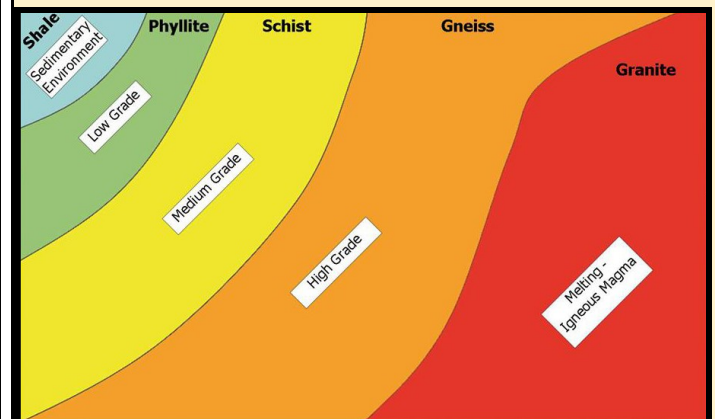 Shale
Phyllite
Schist
Gneiss
Granite
Sedimentary
Environment
Low Grade
Medium Grade
High Grade
Melting -
Igneous Magma